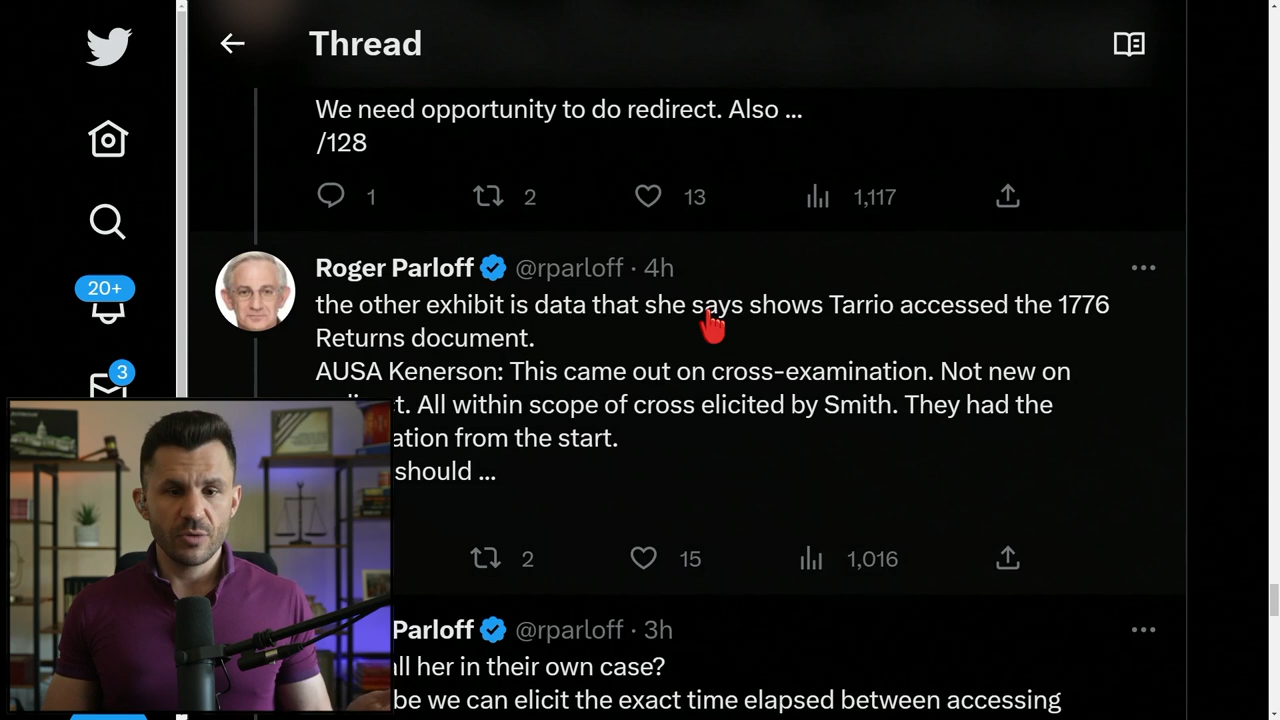 Thread
We need opportunity to do redirect. Also ...
/128
1
2
13
1,117
Roger Parloff @rparloff · 4h
the other exhibit is data that she says shows Tarrio accessed the 1776
Returns document.
AUSA Kenerson: This came out on cross-examination. Not new on
t. All within scope of cross elicited by Smith. They had the
ation from the start.
should ...
2
15
1,016
Parloff @rparloff · 3h
all her in their own case?
be we can elicit the exact time elapsed between accessing
20+
3